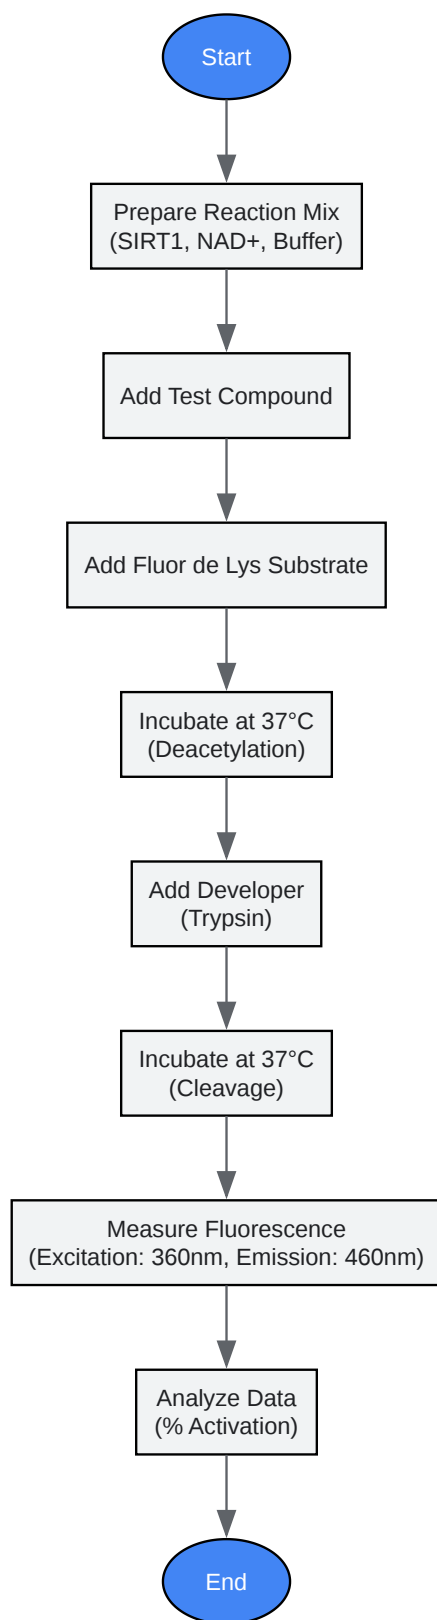 Start
Prepare Reaction Mix
(SIRT1, NAD+, Buffer)
Add Test Compound
Add Fluor de Lys Substrate
Incubate at 37°C
(Deacetylation)
Add Developer
(Trypsin)
Incubate at 37°C
(Cleavage)
Measure Fluorescence
(Excitation: 360nm, Emission: 460nm)
Analyze Data
(% Activation)
End